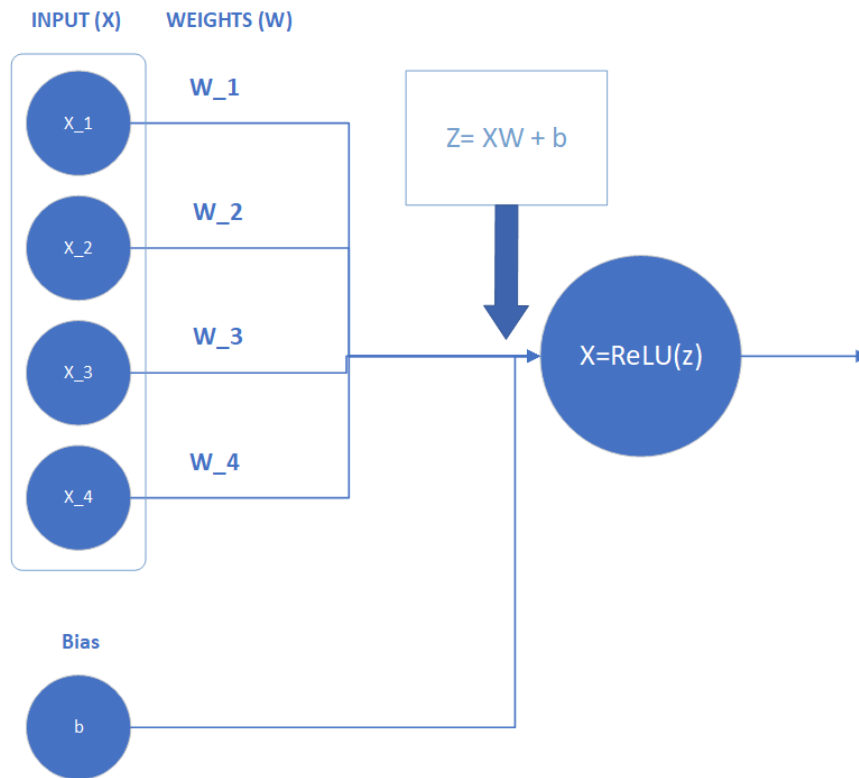 INPUT (X)
WEIGHTS (W)
X_1
W_1
Z= XW + b
X_2
W_2
X_3
W_3
X=ReLU(z)
X_4
W_4
Bias
b